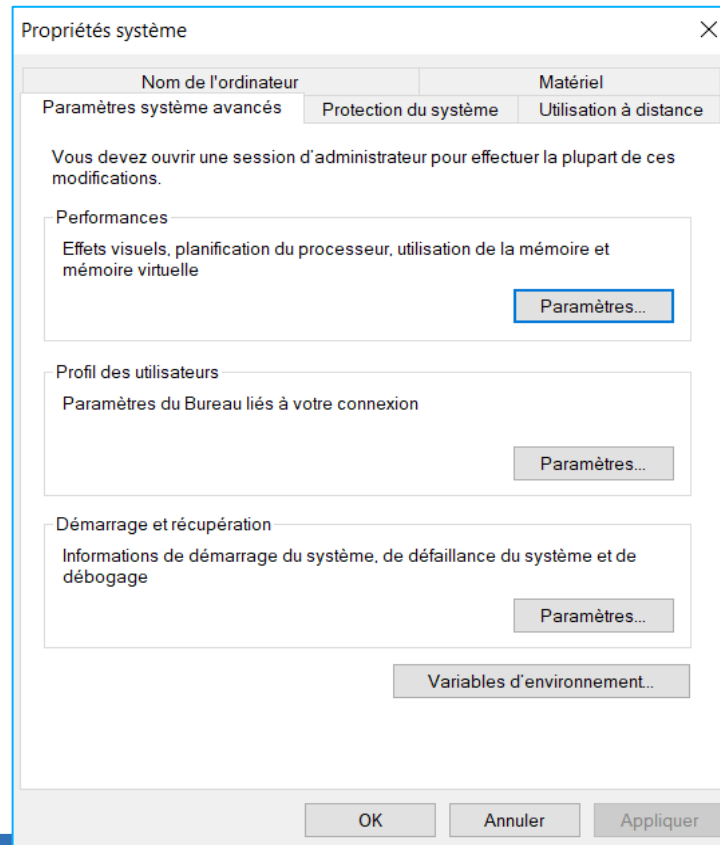 Propriétés système
Nom de l'ordinateur
Matériel
Paramètres système avancés
Protection du système
Utilisation à distance
Vous devez ouvrir une session d'administrateur pour effectuer la plupart de ces
modifications.
Performances
Effets visuels, planification du processeur, utilisation de la mémoire et
mémoire virtuelle
Paramètres...
Profil des utilisateurs
Paramètres du Bureau liés à votre connexion
Paramètres...
Démarrage et récupération
Informations de démarrage du système, de défaillance du système et de
débogage
Paramètres...
Variables d'environnement...
OK
Annuler
Appliquer